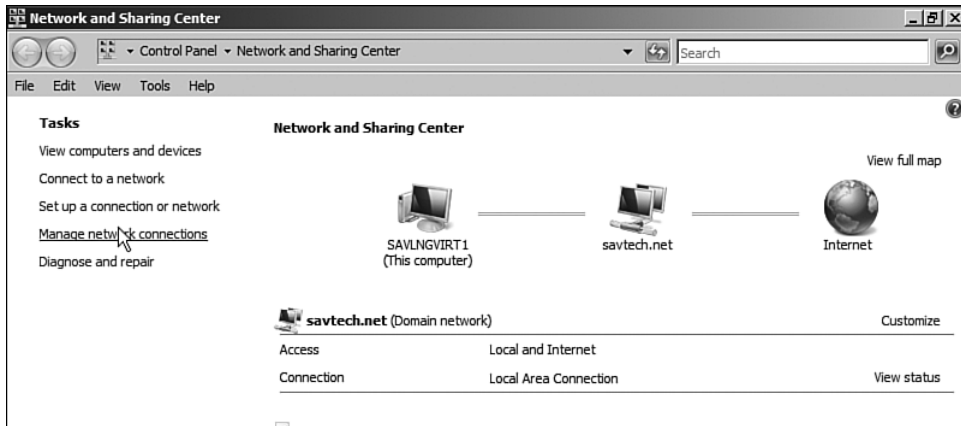 Network and Sharing Center
Control Panel Network and Sharing Center
Search
File Edit View Tools Help
Tasks
View computers and devices
Connect to a network
Set up a connection or network
Manage network connections
Diagnose and repair
Network and Sharing Center
View full map
SAVLNGVIRT1
(This computer)
savtech.net
Internet
savtech.net (Domain network) Customize
Access Local and Internet
Connection Local Area Connection View status